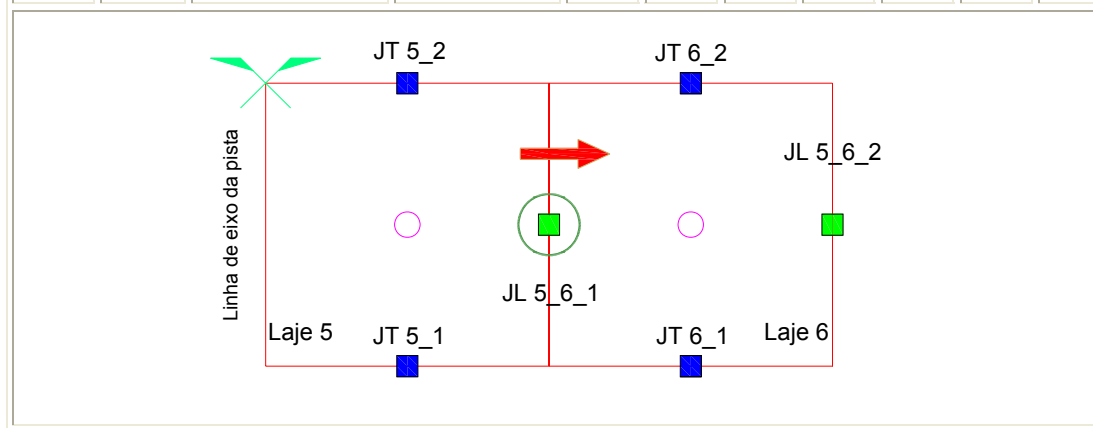 JT 5_2
JT 6_2
Linha de eixo da pista
JL 5_6_2
JL 5_6_1
Laje 5
JT 5_1
JT 6_1
Laje 6